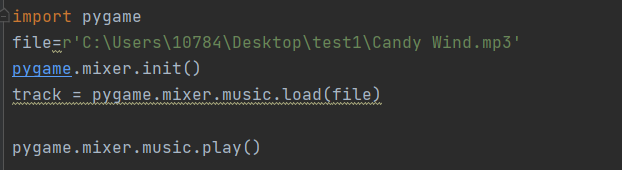 import pygame
file=r'C:\Users\10784\Desktop\test1\Candy Wind.mp3'
pygame.mixer.init()
track = pygame.mixer.music.load(file)
pygame.mixer.music.play()